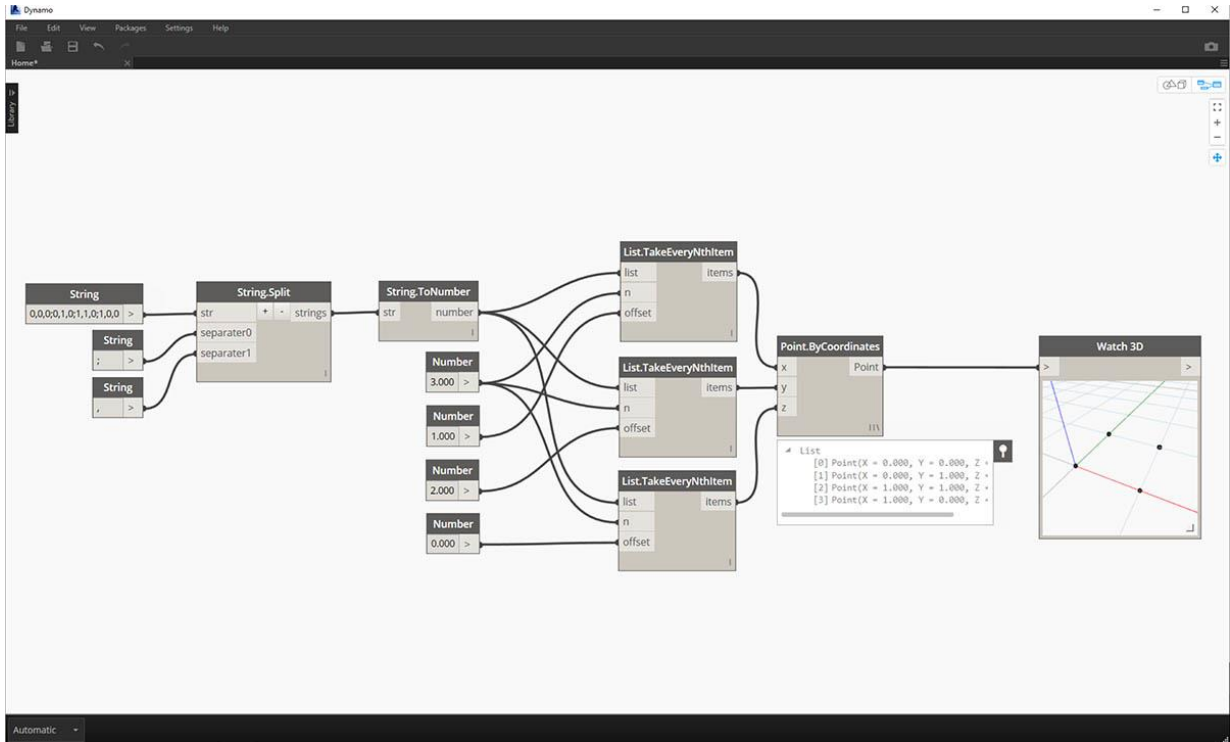 Dynamo
File Edit View Packages Settings Help
Home*
Library
String
0,0,0;0,1,0;1,1,0;1,0,0 >
String
; >
String
, >
String.Split
str + - strings
separater0
separater1
String.ToNumber
str number
Number
3.000 >
Number
1.000 >
Number
2.000 >
Number
0.000 >
List.TakeEveryNthItem
list items
n
offset
List.TakeEveryNthItem
list items
n
offset
List.TakeEveryNthItem
list items
n
offset
Point.ByCoordinates
x Point
y
z
List
[0] Point(X = 0.000, Y = 0.000, Z
[1] Point(X = 0.000, Y = 1.000, Z
[2] Point(X = 1.000, Y = 1.000, Z
[3] Point(X = 1.000, Y = 0.000, Z
Watch 3D
> >
Automatic